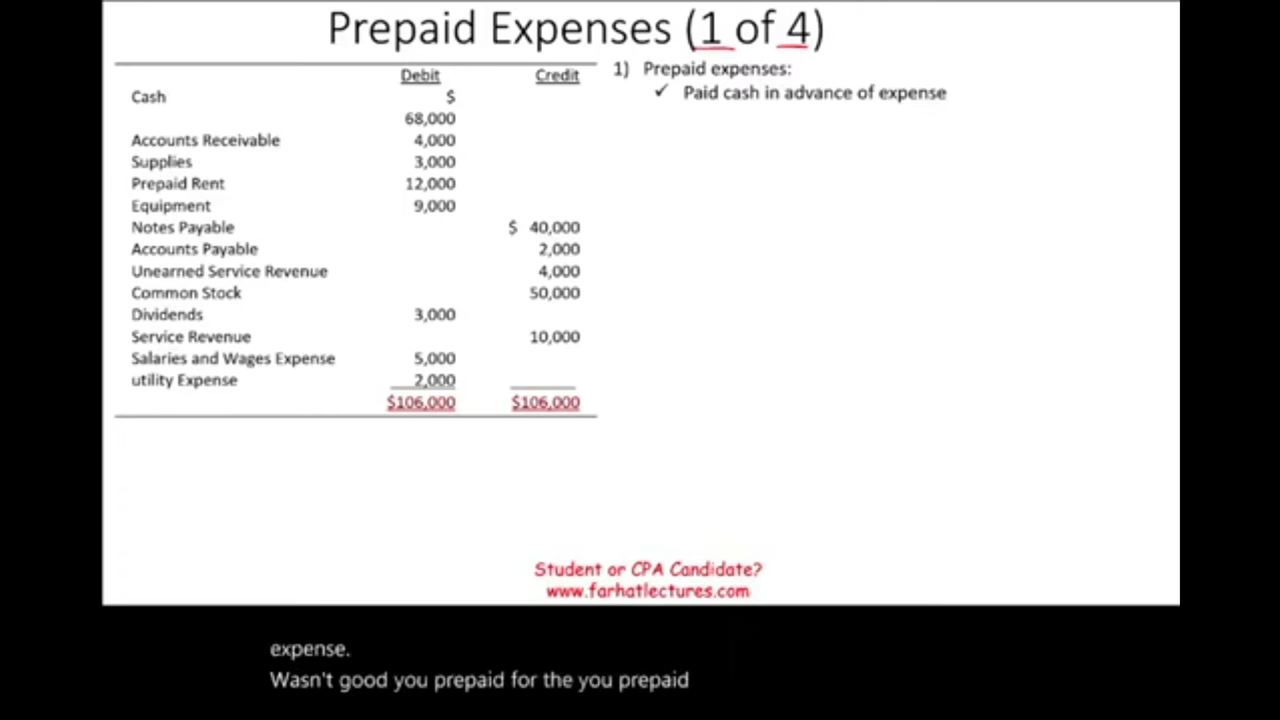 Prepaid Expenses (1 of 4)
Debit Credit
Cash $
68,000
Accounts Receivable 4,000
Supplies 3,000
Prepaid Rent 12,000
Equipment 9,000
Notes Payable $ 40,000
Accounts Payable 2,000
Unearned Service Revenue 4,000
Common Stock 50,000
Dividends 3,000
Service Revenue 10,000
Salaries and Wages Expense 5,000
utility Expense 2,000
$106,000 $106,000
1) Prepaid expenses:
✓ Paid cash in advance of expense
Student or CPA Candidate?
www.farhatlectures.com
expense.
Wasn't good you prepaid for the you prepaid